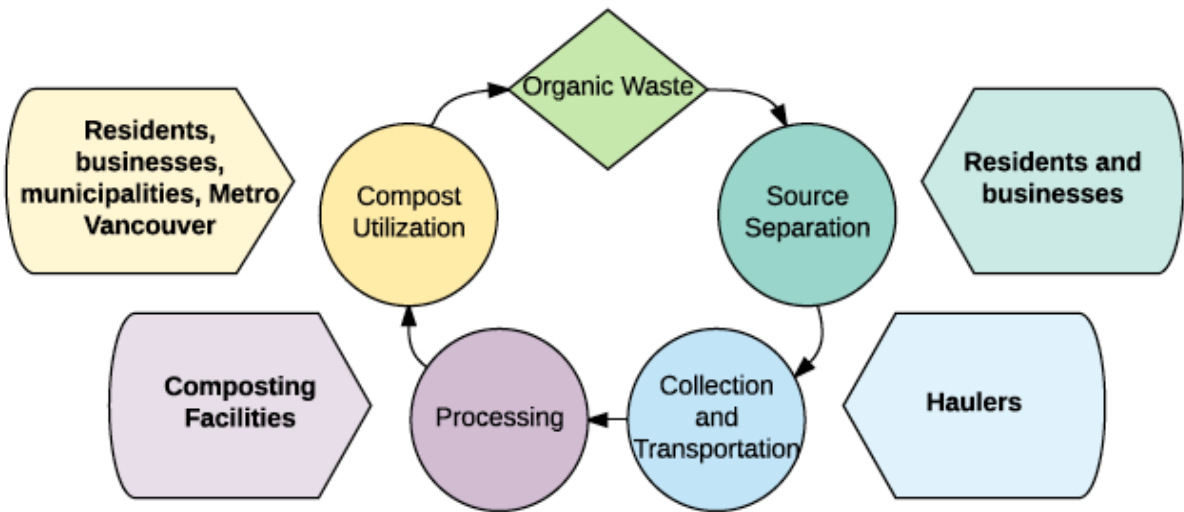 Organic Waste
Residents,
businesses,
municipalities, Metro
Vancouver
Compost
Utilization
Source
Separation
Residents and
businesses
Composting
Facilities
Processing
Collection
and
Transportation
Haulers